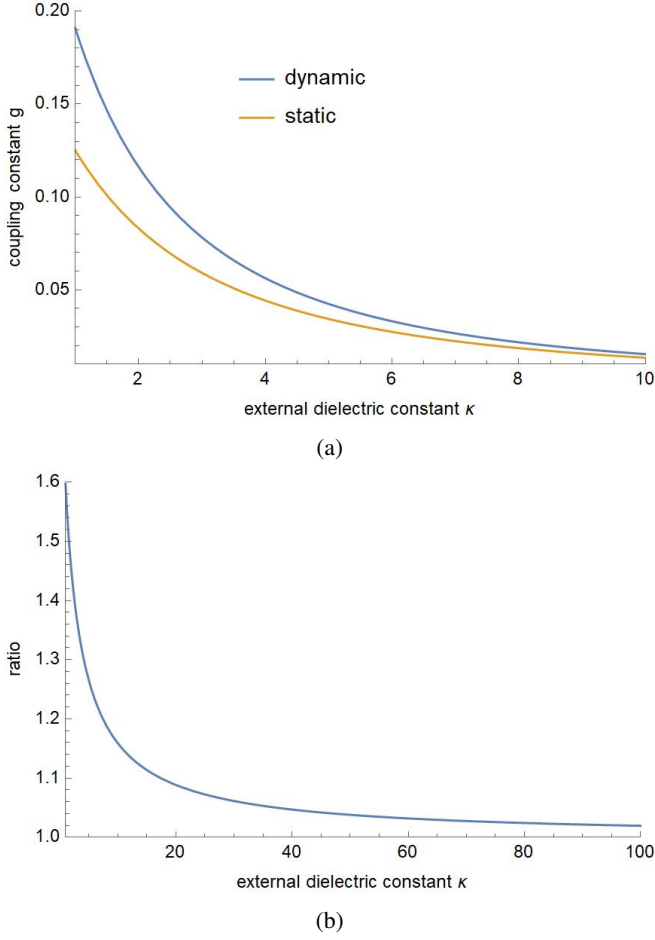 0.20
0.15
0.10
0.05
coupling constant g
dynamic
static
2 4 6 8 10
external dielectric constant κ
(a)
1.6
1.5
1.4
1.3
1.2
1.1
1.0
ratio
20 40 60 80 100
external dielectric constant κ
(b)